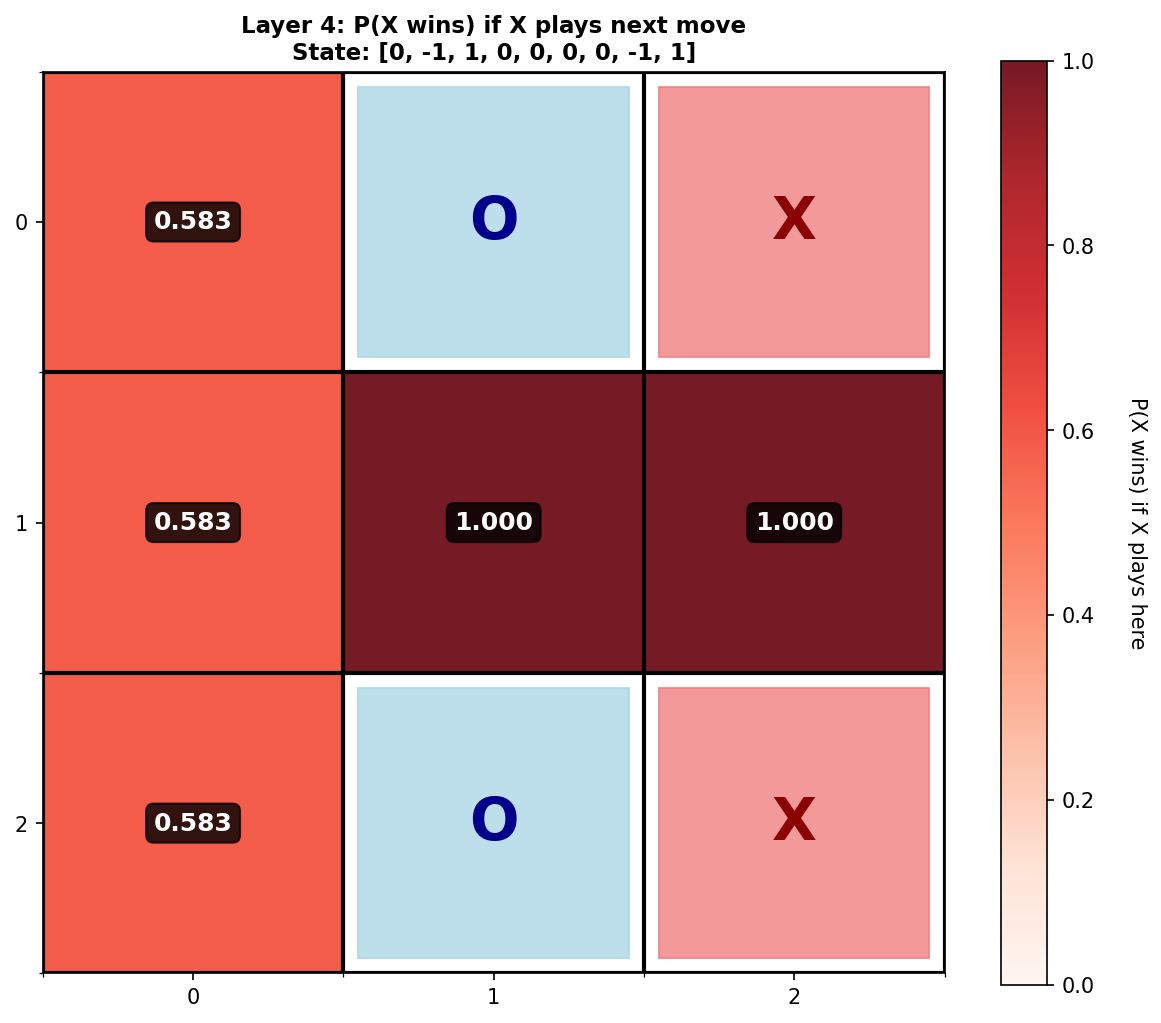 Layer 4: P(X wins) if X plays next move
State: [0, -1, 1, 0, 0, 0, 0, -1, 1]
0
0.583
O
X
1
0.583
1.000
1.000
2
0.583
O
X
0
1
2
1.0
0.8
0.6
0.4
0.2
0.0
P(X wins) if X plays here